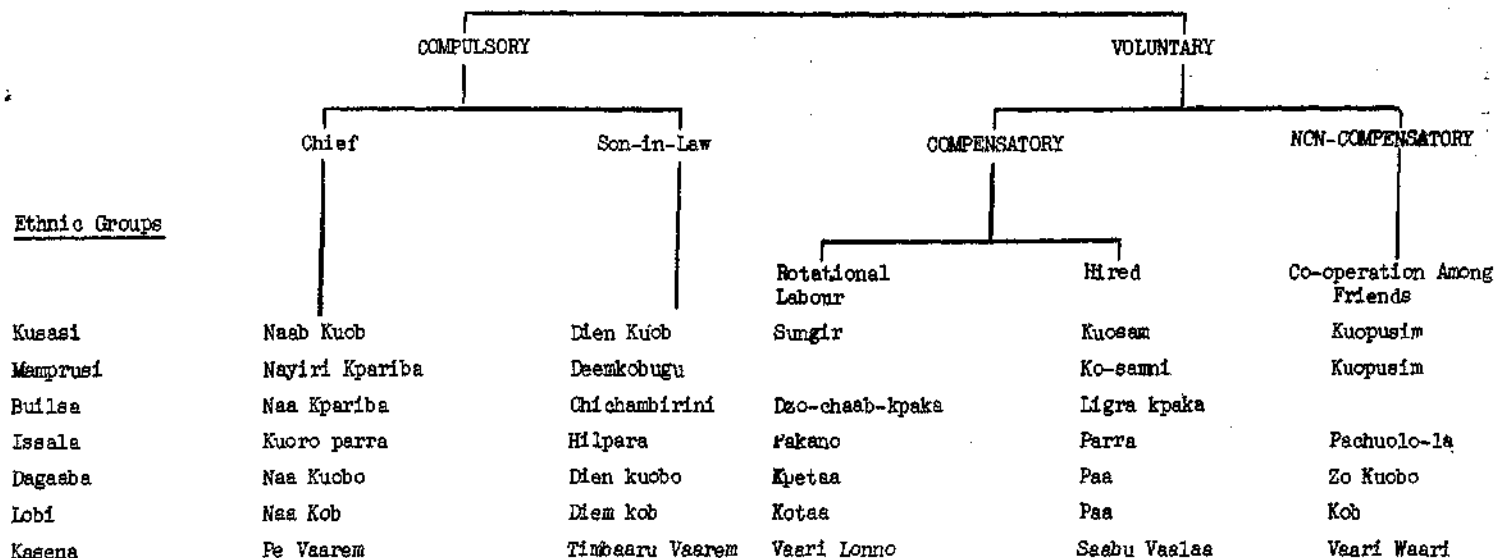 COMPULSORY VOLUNTARY
Chief Son-in-Law COMPENSATORY NON-COMPENSATORY
Ethnic Groups
Rotational Labour Hired Co-operation Among Friends
Kusasi Naab Kuob Dien Kuob Sungir Kuosam Kuopusim
Mamprusi Nayiri Kpariba Deemkobugu Ko-samni Kuopusim
Builsa Naa Kpariba Chichambirini Dzo-chaab-kpaka Ligra kpaka
Issala Kuoro parra Hilpara Pakano Parra Pachuolo-la
Dagaaba Naa Kuobo Dien kuobo Kpetaa Paa Zo Kuobo
Lobi Naa Kob Diem kob Kotaa Paa Kob
Kasena Pe Vaarem Timbaaru Vaarem Vaari Lonno Saabu Vaalaa Vaari Waari